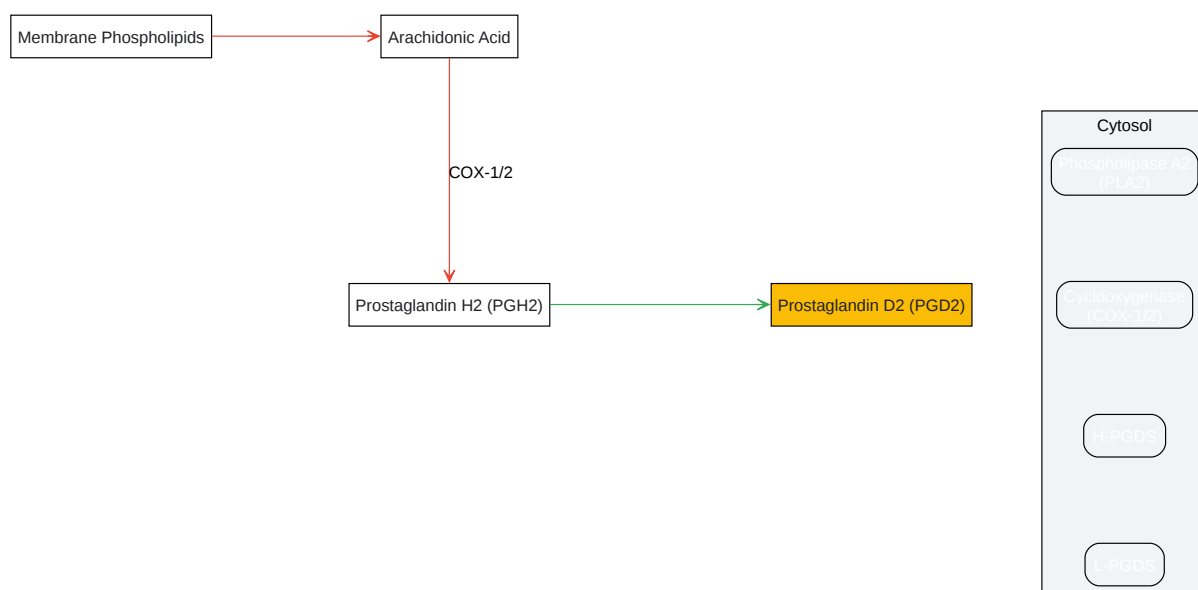 Membrane Phospholipids
Arachidonic Acid
Cytosol
Phospholipase A2
(PLA2)
COX-1/2
Prostaglandin H2 (PGH2)
Prostaglandin D2 (PGD2)
Cyclooxygenase
(COX-1/2)
H-PGDS
L-PGDS